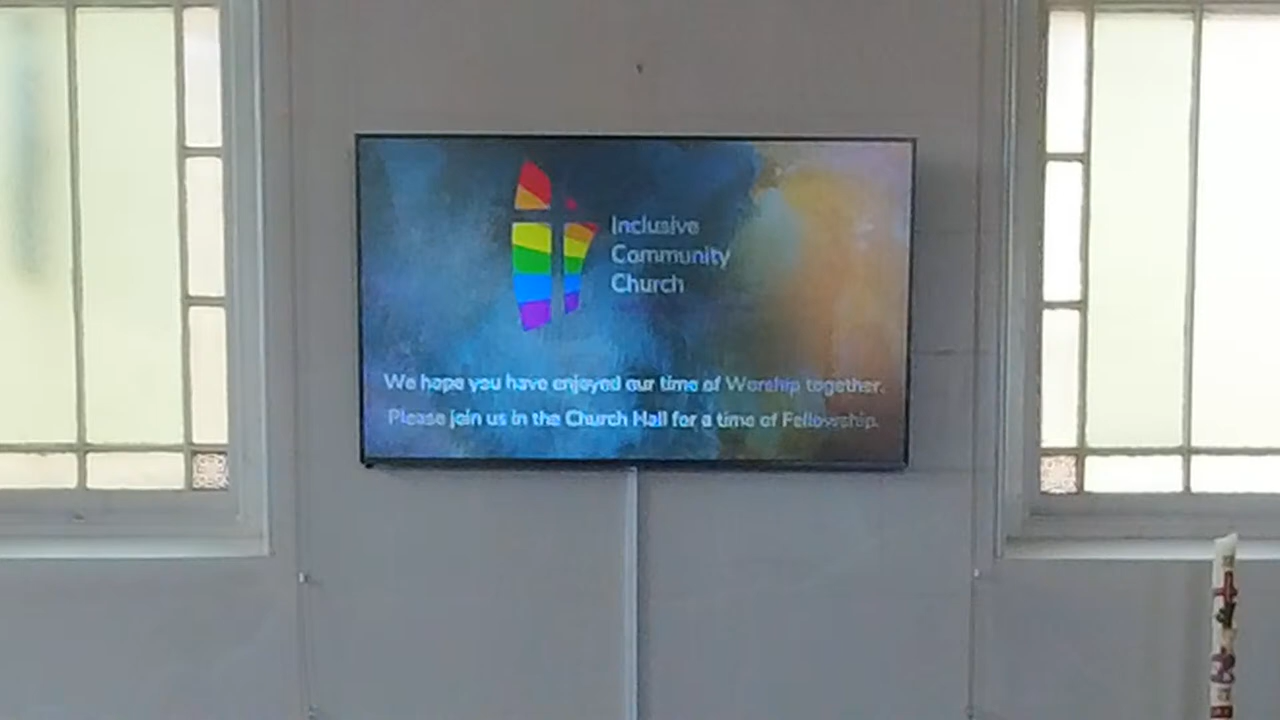 Inclusive
Community
Church
We hope you have enjoyed our time of Worship together.
Please join us in the Church Hall for a time of Fellowship.